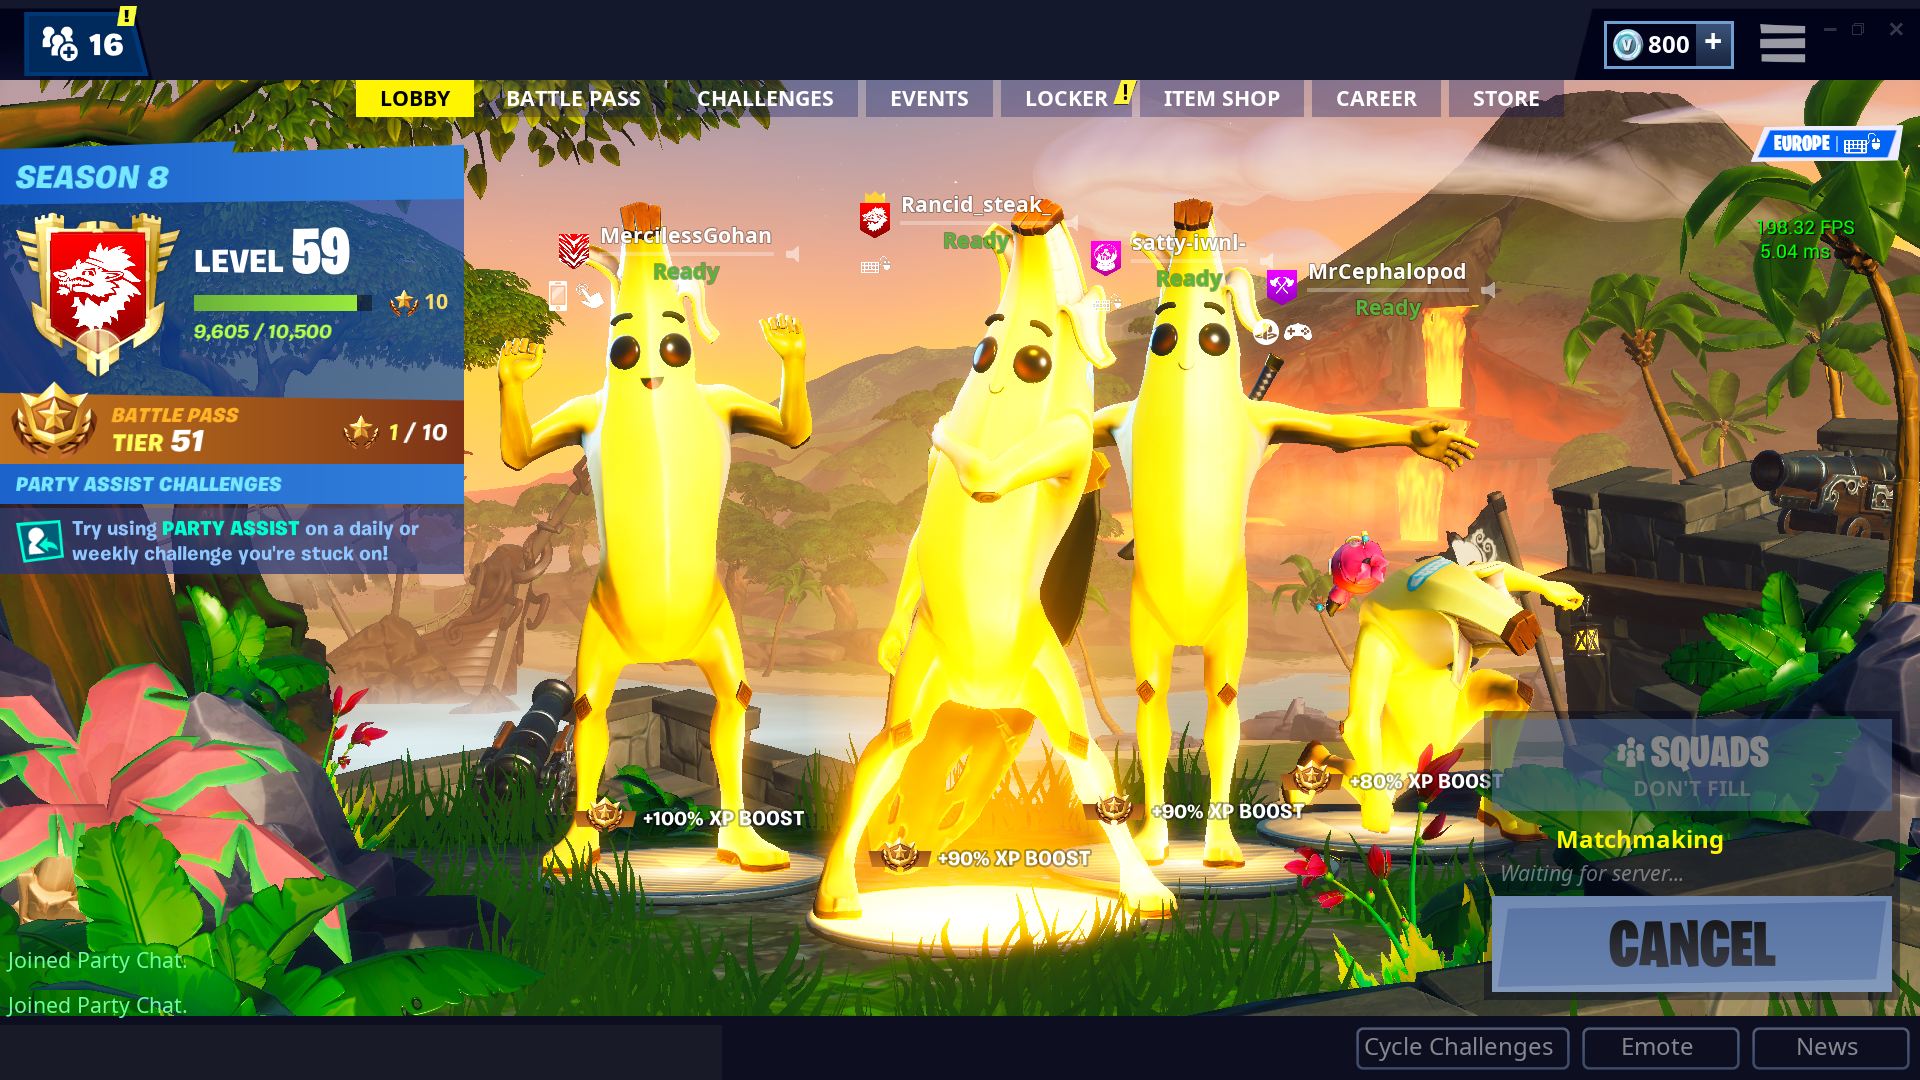 16
!
800 +
LOBBY
BATTLE PASS
CHALLENGES
EVENTS
LOCKER
!
ITEM SHOP
CAREER
STORE
EUROPE
198.32 FPS
5.04 ms
SEASON 8
LEVEL 59
10
9,605 / 10,500
BATTLE PASS
TIER 51
1 / 10
PARTY ASSIST CHALLENGES
Try using PARTY ASSIST on a daily or
weekly challenge you're stuck on!
MercilessGohan
Ready
Rancid_steak_
Ready
satty-iwnl-
Ready
MrCephalopod
Ready
+100% XP BOOST
+90% XP BOOST
+90% XP BOOST
+80% XP BOOST
SQUADS
DON'T FILL
Matchmaking
Waiting for server...
CANCEL
Joined Party Chat.
Joined Party Chat.
Cycle Challenges
Emote
News